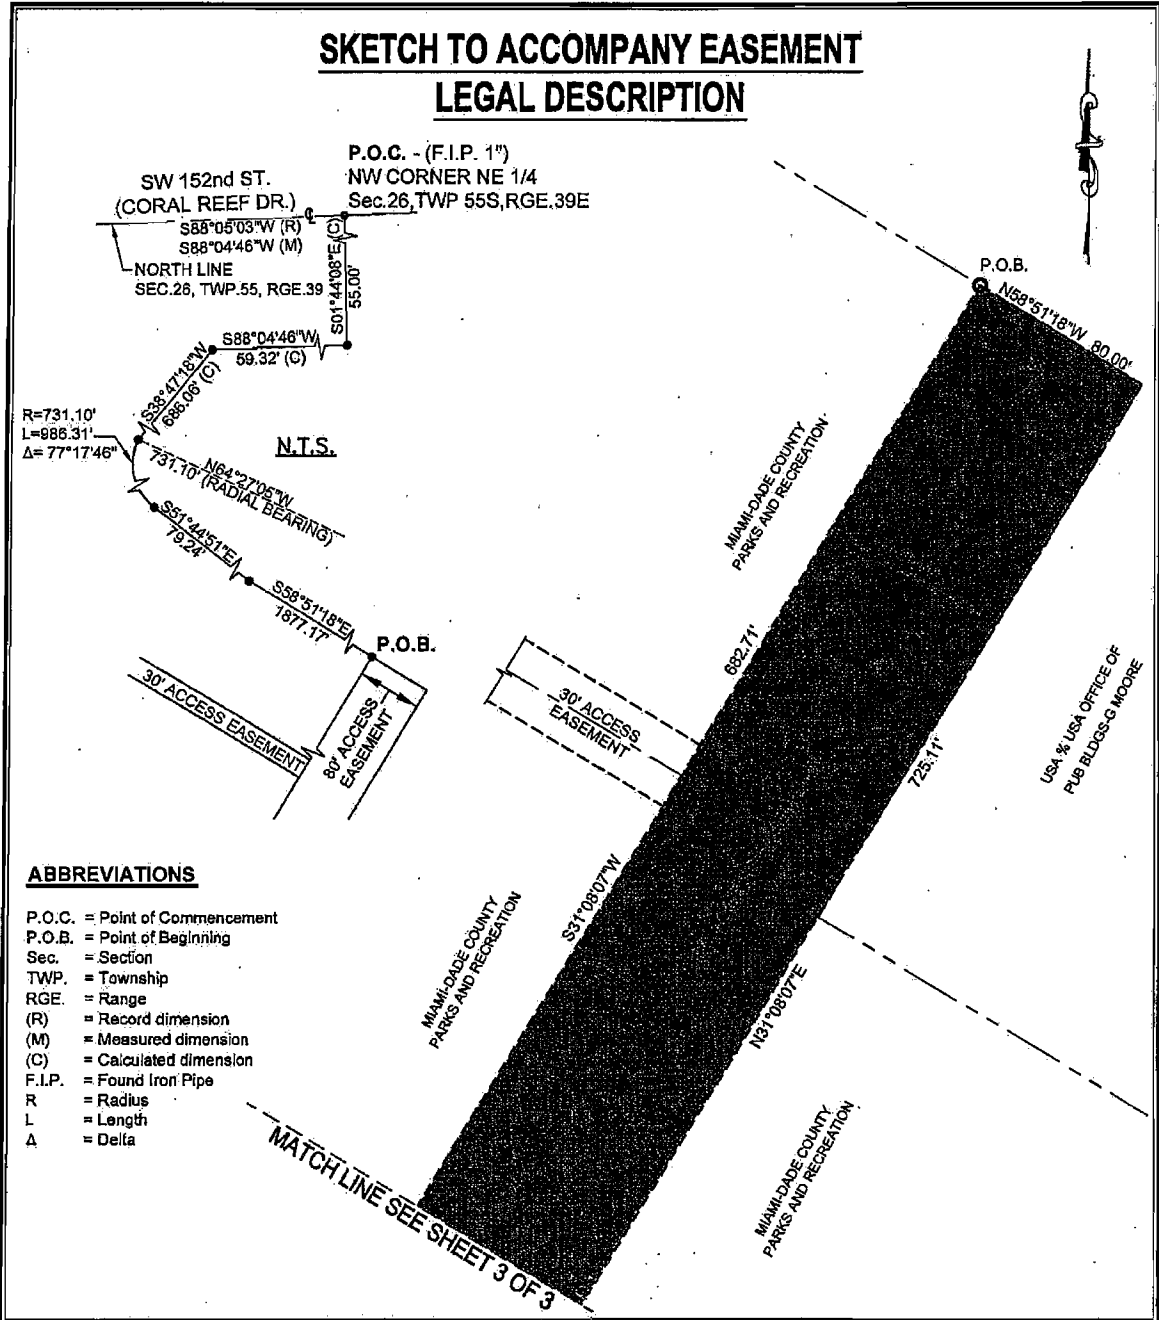 SKETCH TO ACCOMPANY EASEMENT
LEGAL DESCRIPTION
P.O.C. - (F.I.P. 1")
NW CORNER NE 1/4
Sec.26,TWP 55S,RGE.39E
SW 152nd ST.
(CORAL REEF DR.)
S88°05'03"W (R)
S88°04'46"W (M)
NORTH LINE
SEC.26, TWP.55, RGE.39
S01°44'08"E (C)
55.00'
S88°04'46"W
59.32' (C)
S38°47'18"W
686.06' (C)
R=731.10'
L=986.31'
Δ= 77°17'46"
N.T.S.
N64°27'05"W
731.10' (RADIAL BEARING)
S51°44'51"E
79.24'
S58°51'18"E
1877.17'
P.O.B.
30' ACCESS EASEMENT
80' ACCESS
EASEMENT
P.O.B.
N58°51'18"W 80.00'
MIAMI-DADE COUNTY
PARKS AND RECREATION
682.71'
30' ACCESS
EASEMENT
725.11'
USA % USA OFFICE OF
PUB BLDGS-G MOORE
S31°08'07"W
MIAMI-DADE COUNTY
PARKS AND RECREATION
N31°08'07"E
MIAMI-DADE COUNTY
PARKS AND RECREATION
ABBREVIATIONS
P.O.C. = Point of Commencement
P.O.B. = Point of Beginning
Sec. = Section
TWP. = Township
RGE. = Range
(R) = Record dimension
(M) = Measured dimension
(C) = Calculated dimension
F.I.P. = Found Iron Pipe
R = Radius
L = Length
Δ = Delta
MATCH LINE SEE SHEET 3 OF 3